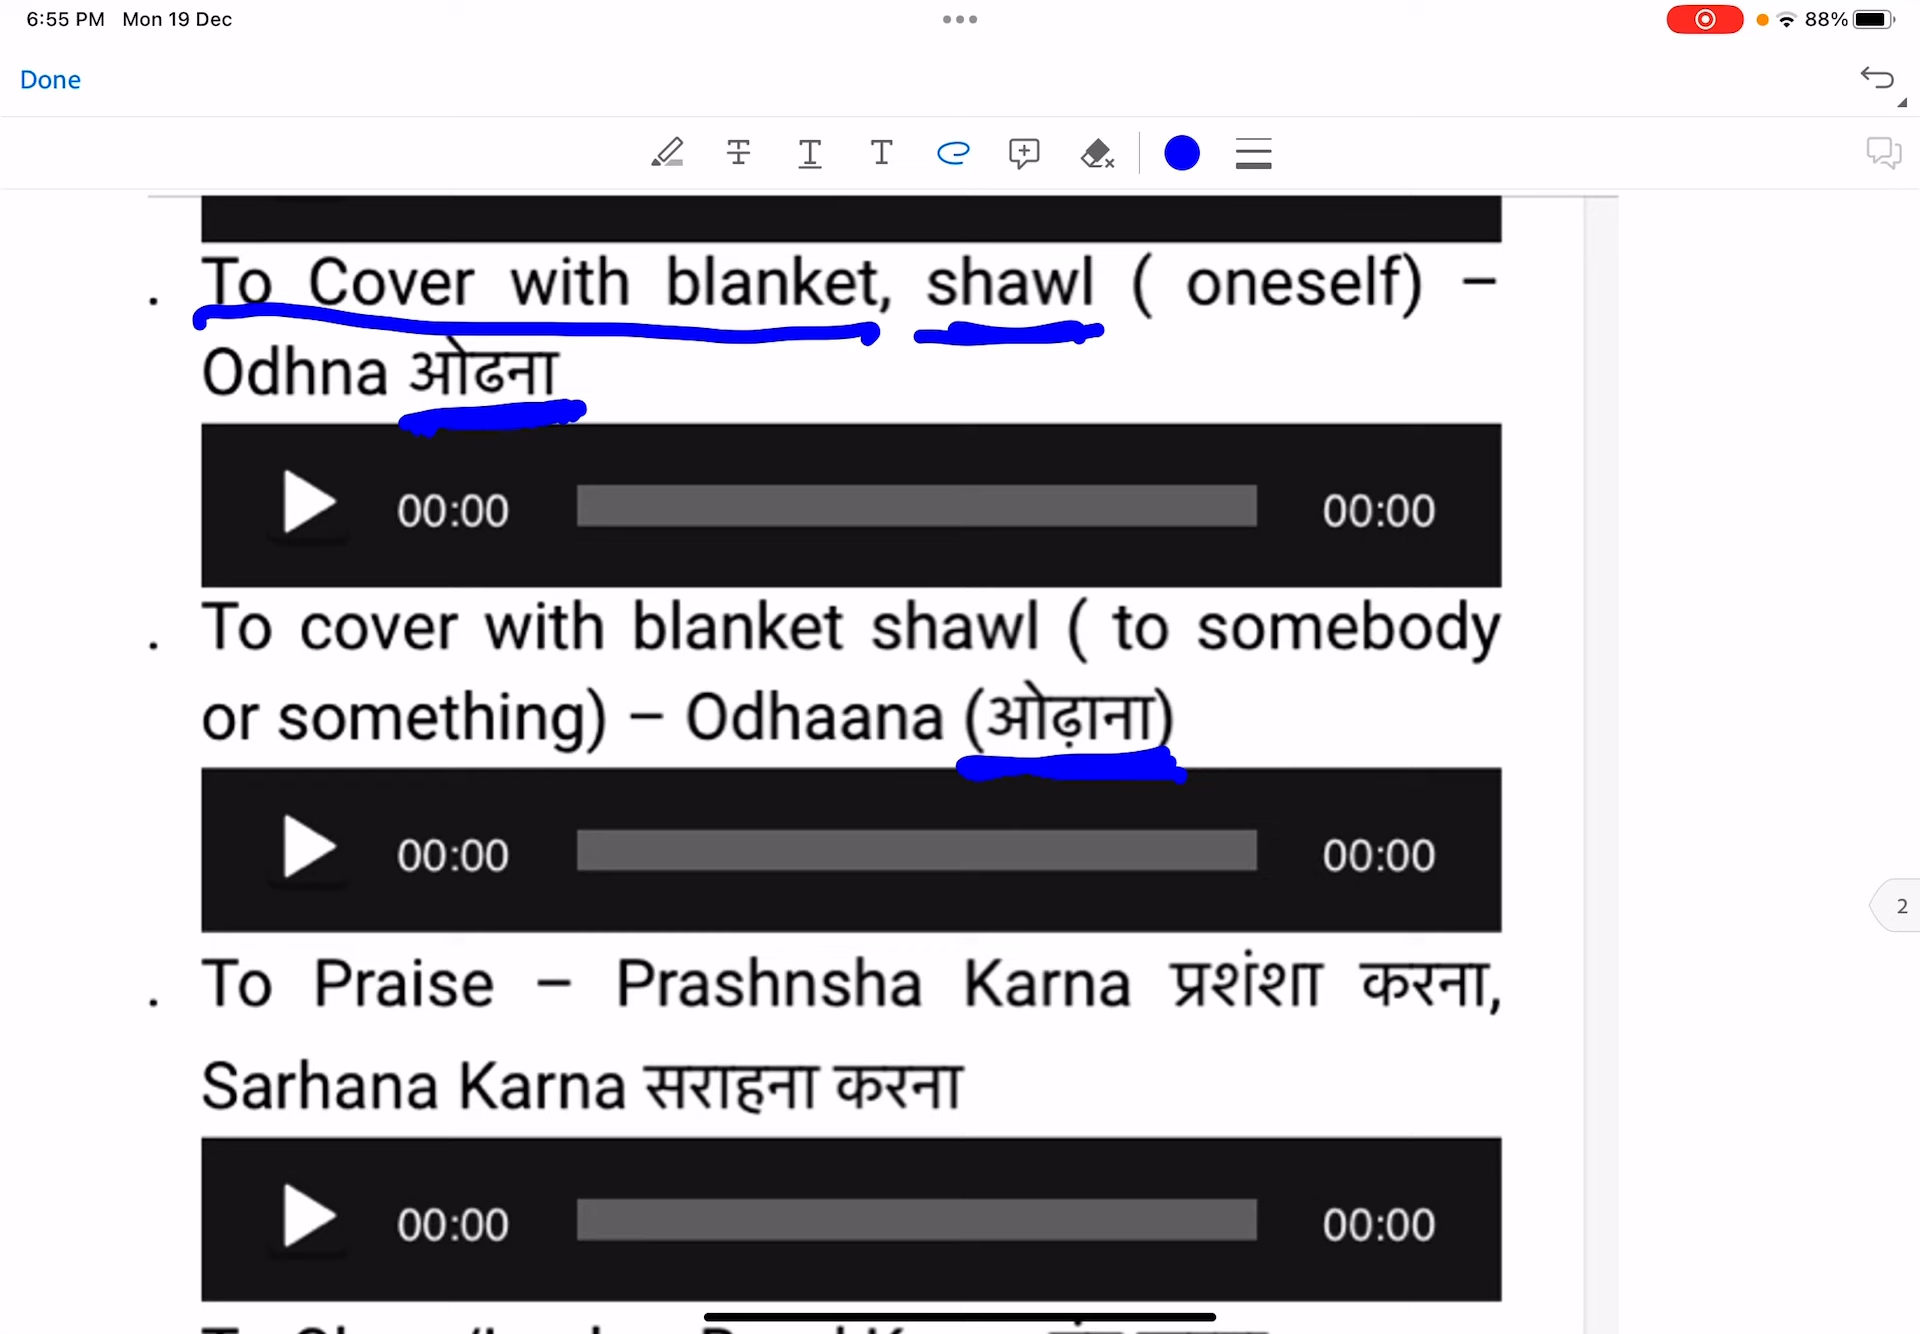 6:55 PM Mon 19 Dec
88%
Done
T T T
. To Cover with blanket, shawl ( oneself) –
Odhna ओढना
00:00 00:00
. To cover with blanket shawl ( to somebody
or something) – Odhaana (ओढ़ाना)
00:00 00:00
2
. To Praise – Prashnsha Karna प्रशंशा करना,
Sarhana Karna सराहना करना
00:00 00:00